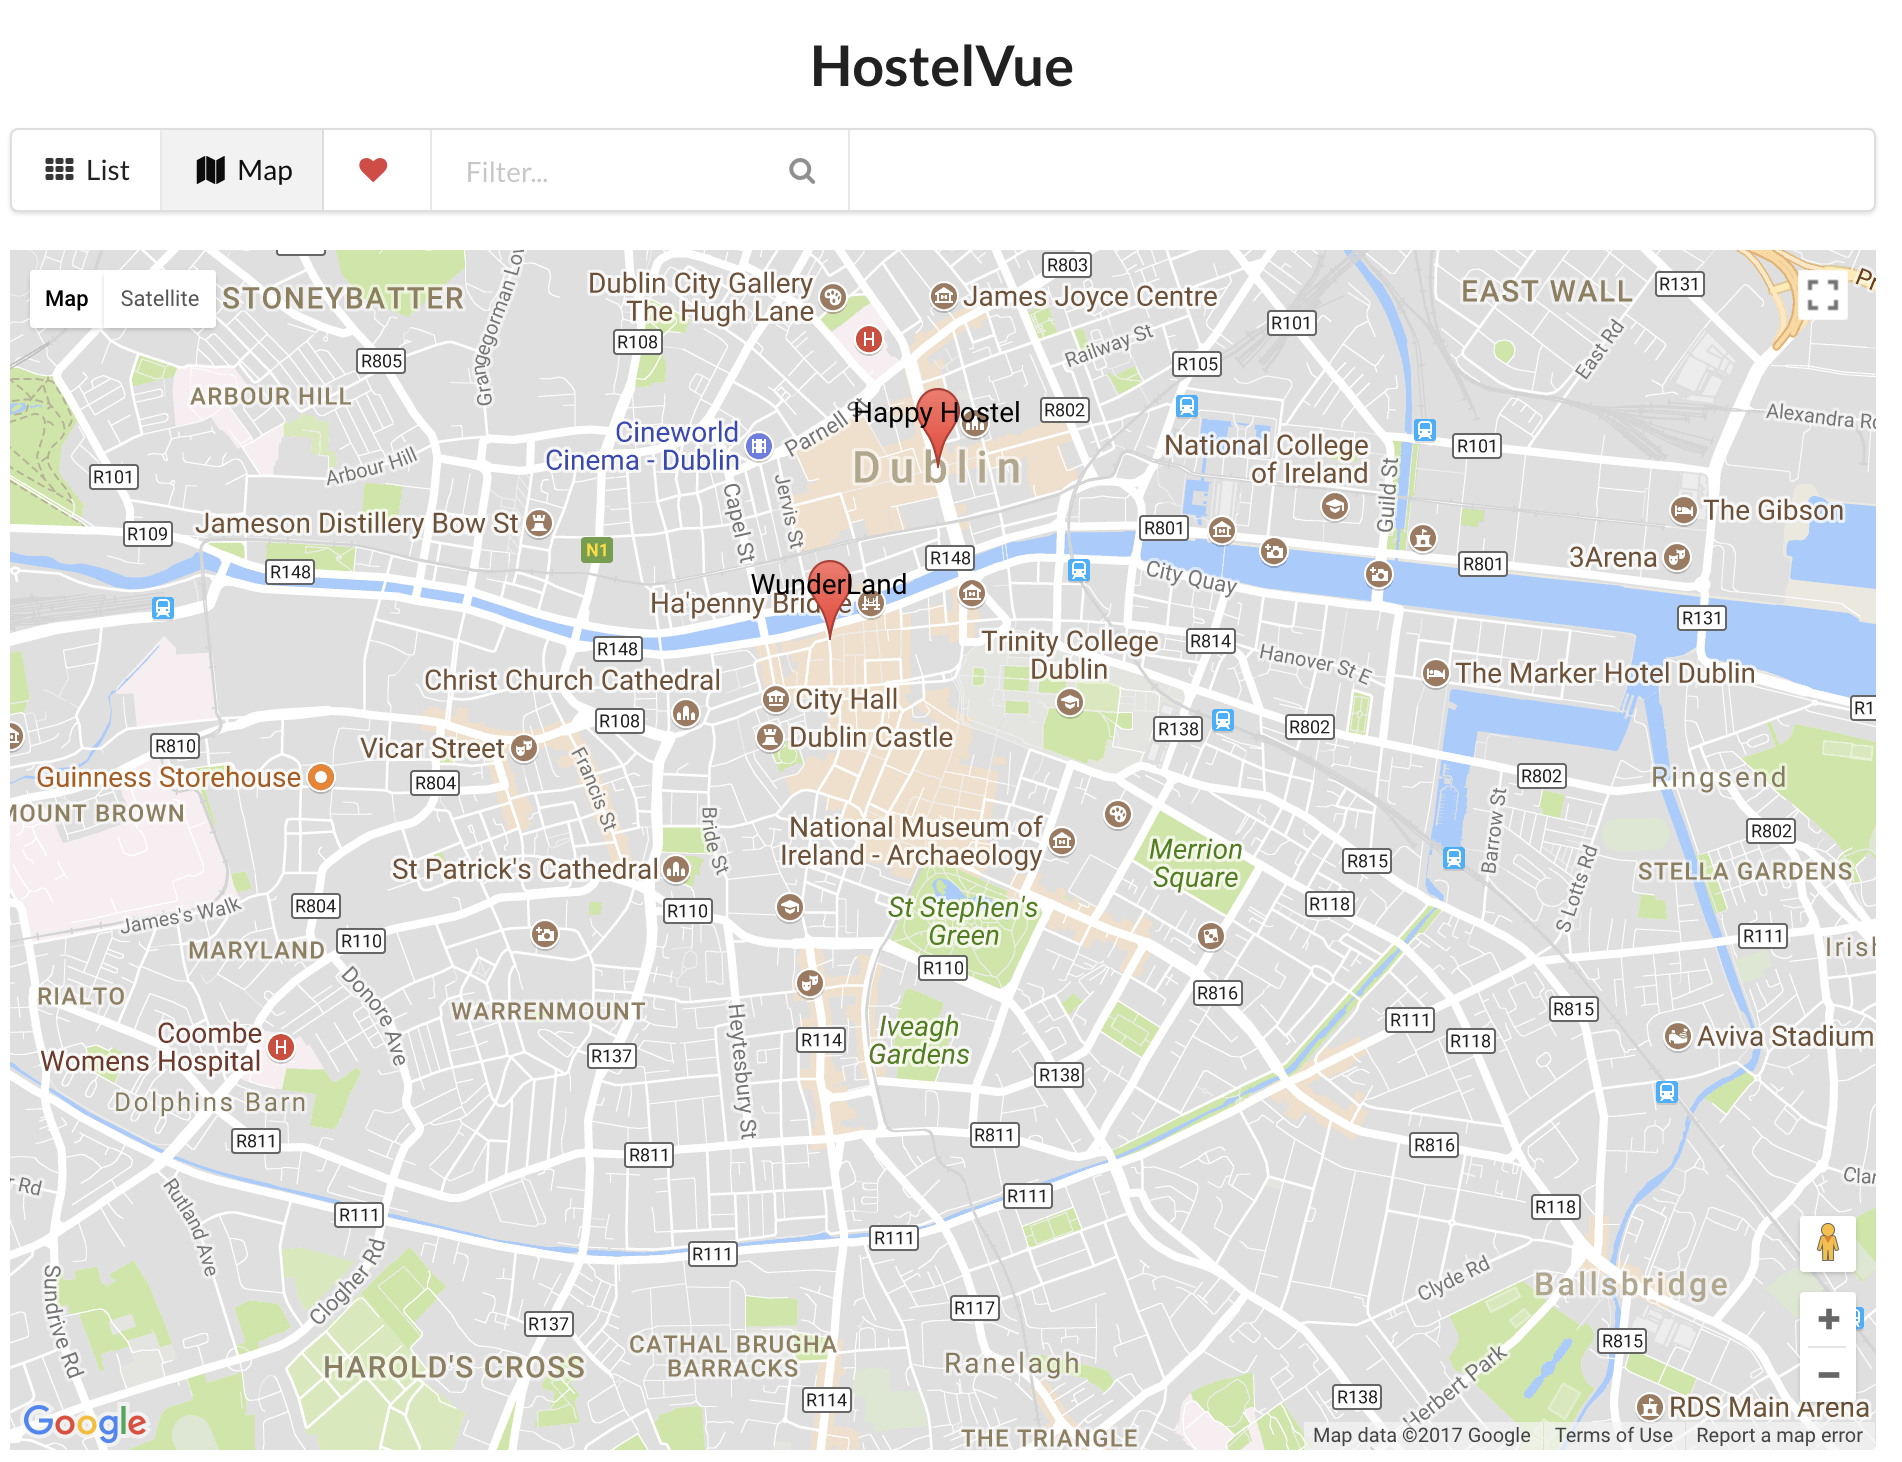 HostelVue
List
Map
Filter...
Map
Satellite
STONEYBATTER
Grangegorman Lo
Dublin City Gallery
The Hugh Lane
James Joyce Centre
R803
EAST WALL
R131
R101
R108
H
R805
Railway St
R105
East Rd
ARBOUR HILL
Happy Hostel
R802
Parnell St
Alexandra Rd
Cineworld
Cinema - Dublin
National College
of Ireland
R101
Arbour Hill
Dublin
R101
Capel St
Jervis St
Guild St
Jameson Distillery Bow St
The Gibson
R109
R801
N1
R148
R148
3Arena
R801
City Quay
WunderLand
Ha'penny Bridge
R131
R148
Trinity College
Dublin
R814
Hanover St E
The Marker Hotel Dublin
Christ Church Cathedral
City Hall
R108
R138
R802
R1
Vicar Street
Dublin Castle
R810
Guinness Storehouse
R804
Francis St
R802
Ringsend
MOUNT BROWN
Bride St
National Museum of
Ireland - Archaeology
Barrow St
R802
Merrion
Square
R815
St Patrick's Cathedral
S Lotts Rd
STELLA GARDENS
R804
James's Walk
R110
St Stephen's
Green
R118
R110
MARYLAND
R111
Irish
R110
Donore Ave
RIALTO
WARRENMOUNT
R816
R815
Heytesbury St
R111
Coombe
Womens Hospital
H
R114
Iveagh
Gardens
R118
Aviva Stadium
R137
R138
Dolphins Barn
R811
R811
R811
R816
Rd
Rutland Ave
Clar
R111
R111
R118
R111
R111
Clogher Rd
Sundrive Rd
Clyde Rd
Ballsbridge
R117
R137
CATHAL BRUGHA
BARRACKS
R815
HAROLD'S CROSS
Ranelagh
Herbert Park
R114
R138
RDS Main Arena
Google
THE TRIANGLE
Map data ©2017 Google
Terms of Use
Report a map error